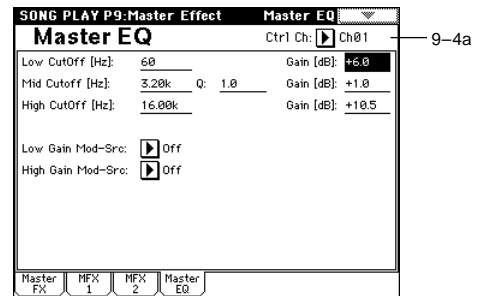 SONG PLAY P9:Master Effect Master EQ
Master EQ Ctrl Ch: Ch01 9–4a
Low CutOff [Hz]: 60 Gain [dB]: +6.0
Mid Cutoff [Hz]: 3.20k Q: 1.0 Gain [dB]: +1.0
High CutOff [Hz]: 16.00k Gain [dB]: +10.5
Low Gain Mod-Src: Off
High Gain Mod-Src: Off
Master FX MFX 1 MFX 2 Master EQ